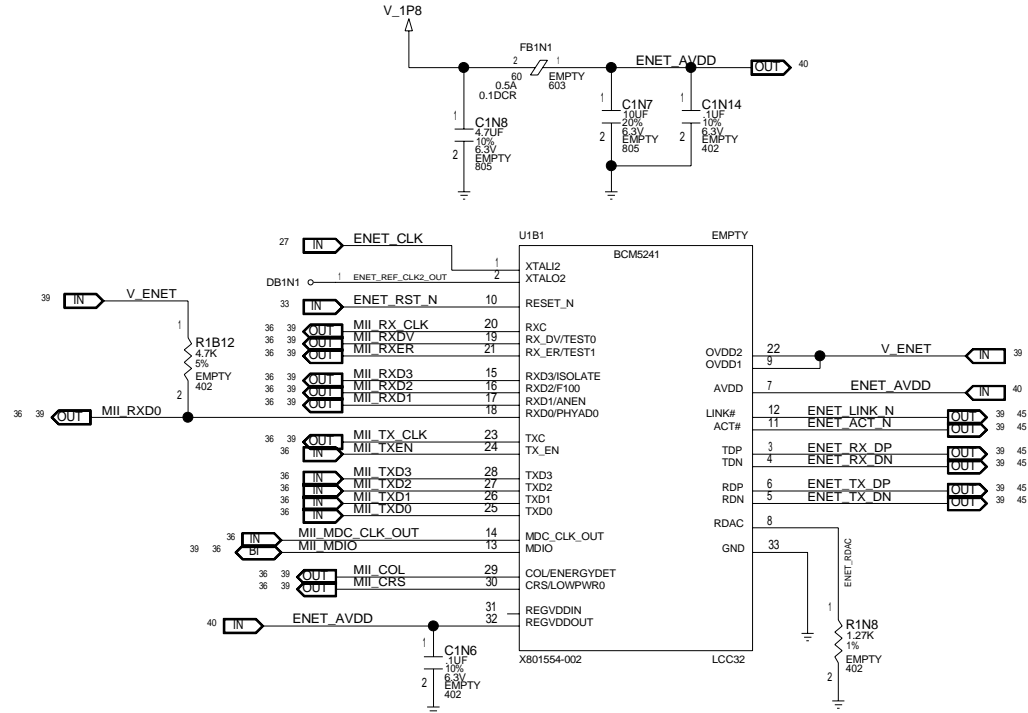 V_1P8
FB1N1
2 1 ENET_AVDD OUT 40
60 EMPTY
0.5A 603
0.1DCR
1 C1N8
4.7UF
10%
6.3V
2 EMPTY
805
1 C1N7
10UF
20%
6.3V
2 EMPTY
805
1 C1N14
.1UF
10%
6.3V
2 EMPTY
402
U1B1 EMPTY
BCM5241
27 IN ENET_CLK 1 XTALI2
DB1N1 1 ENET_REF_CLK2_OUT 2 XTALO2
39 IN V_ENET
33 IN ENET_RST_N 10 RESET_N
1 R1B12
4.7K
5%
EMPTY
2 402
36 39 OUT MII_RX_CLK 20 RXC
36 39 OUT MII_RXDV 19 RX_DV/TEST0
36 39 OUT MII_RXER 21 RX_ER/TEST1
36 39 OUT MII_RXD3 15 RXD3/ISOLATE
36 39 OUT MII_RXD2 16 RXD2/F100
36 39 OUT MII_RXD1 17 RXD1/ANEN
36 39 OUT MII_RXD0 18 RXD0/PHYAD0
36 39 OUT MII_TX_CLK 23 TXC
36 IN MII_TXEN 24 TX_EN
36 IN MII_TXD3 28 TXD3
36 IN MII_TXD2 27 TXD2
36 IN MII_TXD1 26 TXD1
36 IN MII_TXD0 25 TXD0
36 IN MII_MDC_CLK_OUT 14 MDC_CLK_OUT
39 36 BI MII_MDIO 13 MDIO
36 39 OUT MII_COL 29 COL/ENERGYDET
36 39 OUT MII_CRS 30 CRS/LOWPWR0
31 REGVDDIN
40 IN ENET_AVDD 32 REGVDDOUT
1 C1N6
.1UF
10%
6.3V
2 EMPTY
402
OVDD2 22 V_ENET IN 39
OVDD1 9
AVDD 7 ENET_AVDD IN 40
LINK# 12 ENET_LINK_N OUT 39 45
ACT# 11 ENET_ACT_N OUT 39 45
TDP 3 ENET_RX_DP OUT 39 45
TDN 4 ENET_RX_DN OUT 39 45
RDP 6 ENET_TX_DP OUT 39 45
RDN 5 ENET_TX_DN OUT 39 45
RDAC 8
GND 33
ENET_RDAC
1 R1N8
1.27K
1%
EMPTY
2 402
X801554-002 LCC32